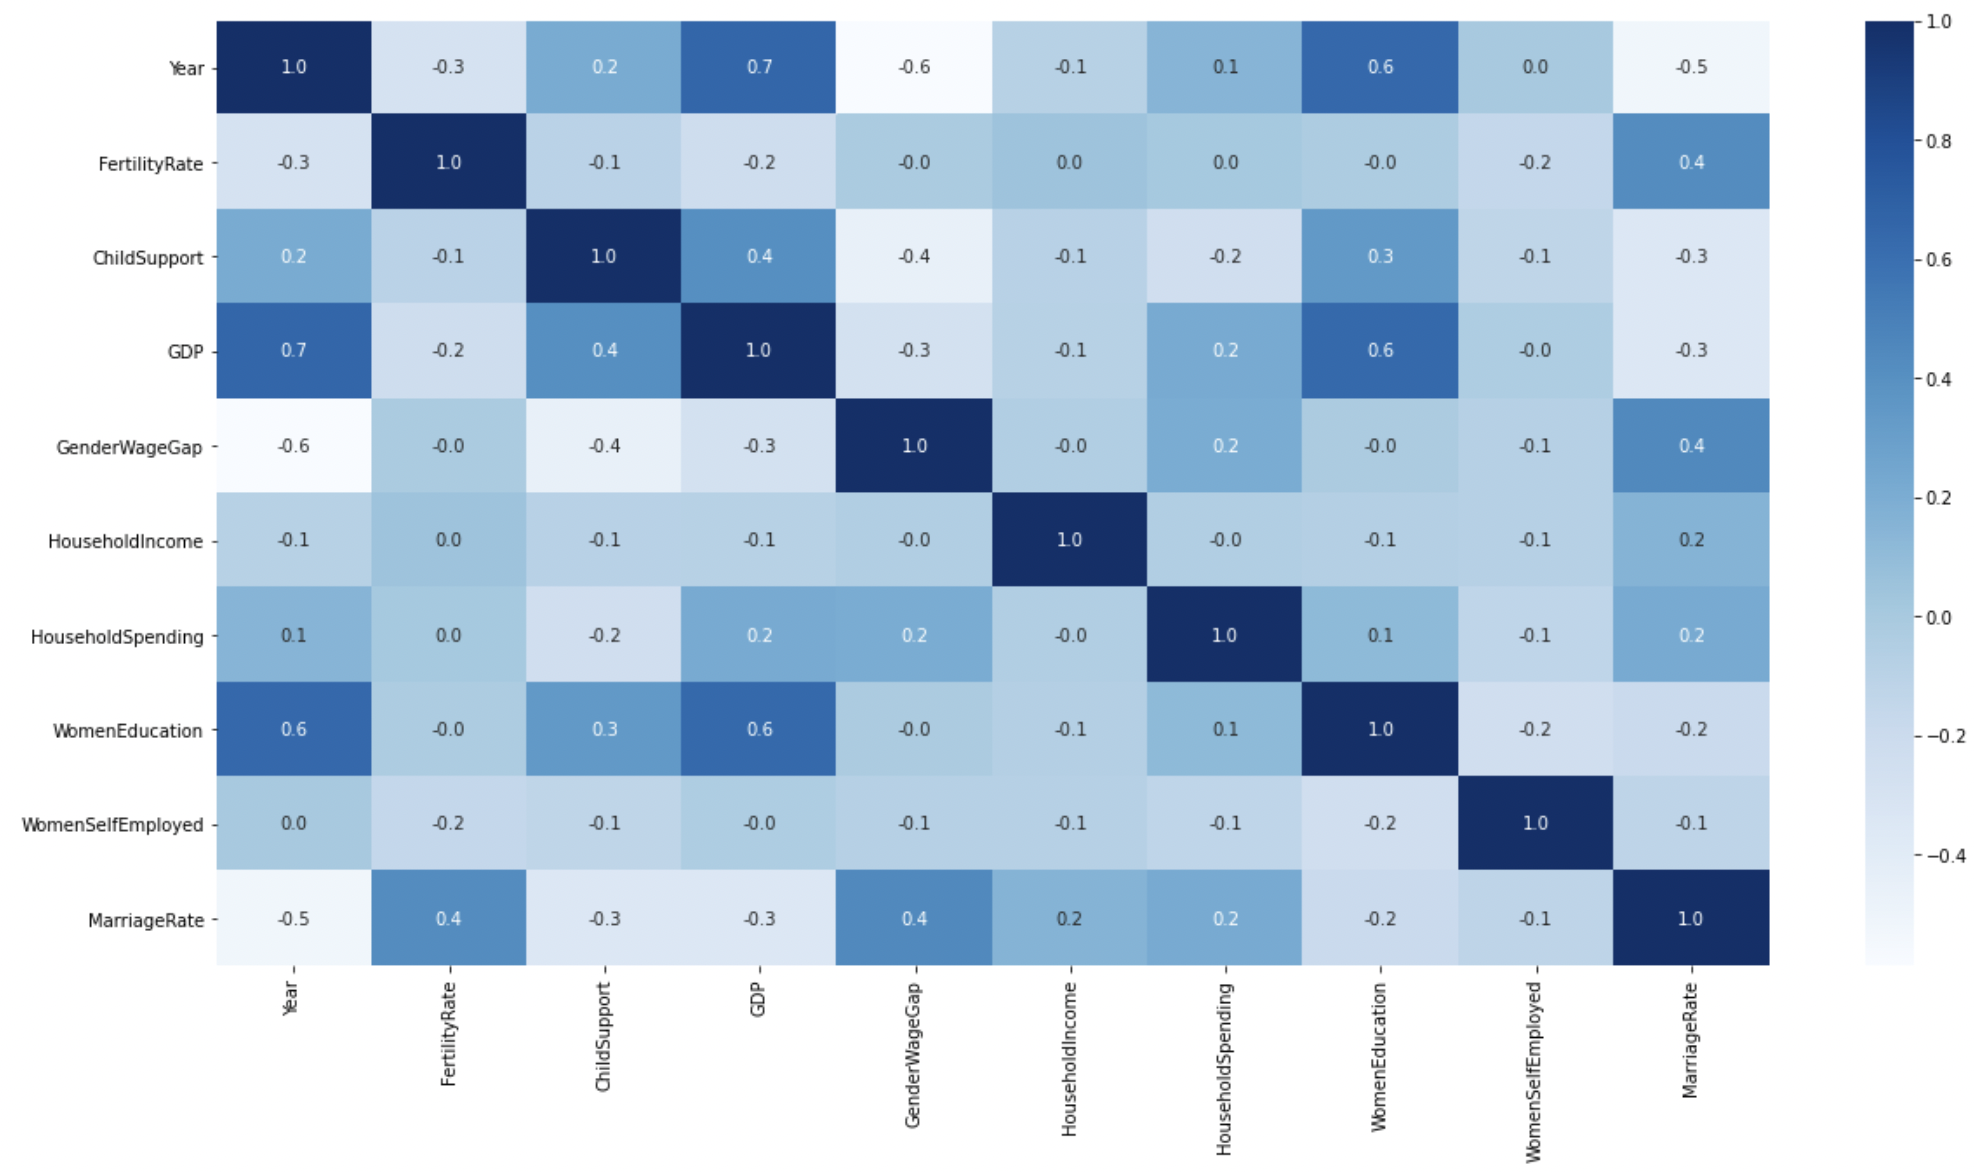 Year 1.0 -0.3 0.2 0.7 -0.6 -0.1 0.1 0.6 0.0 -0.5
FertilityRate -0.3 1.0 -0.1 -0.2 -0.0 0.0 0.0 -0.0 -0.2 0.4
ChildSupport 0.2 -0.1 1.0 0.4 -0.4 -0.1 -0.2 0.3 -0.1 -0.3
GDP 0.7 -0.2 0.4 1.0 -0.3 -0.1 0.2 0.6 -0.0 -0.3
GenderWageGap -0.6 -0.0 -0.4 -0.3 1.0 -0.0 0.2 -0.0 -0.1 0.4
HouseholdIncome -0.1 0.0 -0.1 -0.1 -0.0 1.0 -0.0 -0.1 -0.1 0.2
HouseholdSpending 0.1 0.0 -0.2 0.2 0.2 -0.0 1.0 0.1 -0.1 0.2
WomenEducation 0.6 -0.0 0.3 0.6 -0.0 -0.1 0.1 1.0 -0.2 -0.2
WomenSelfEmployed 0.0 -0.2 -0.1 -0.0 -0.1 -0.1 -0.1 -0.2 1.0 -0.1
MarriageRate -0.5 0.4 -0.3 -0.3 0.4 0.2 0.2 -0.2 -0.1 1.0
Year
FertilityRate
ChildSupport
GDP
GenderWageGap
HouseholdIncome
HouseholdSpending
WomenEducation
WomenSelfEmployed
MarriageRate
1.0
0.8
0.6
0.4
0.2
0.0
−0.2
−0.4